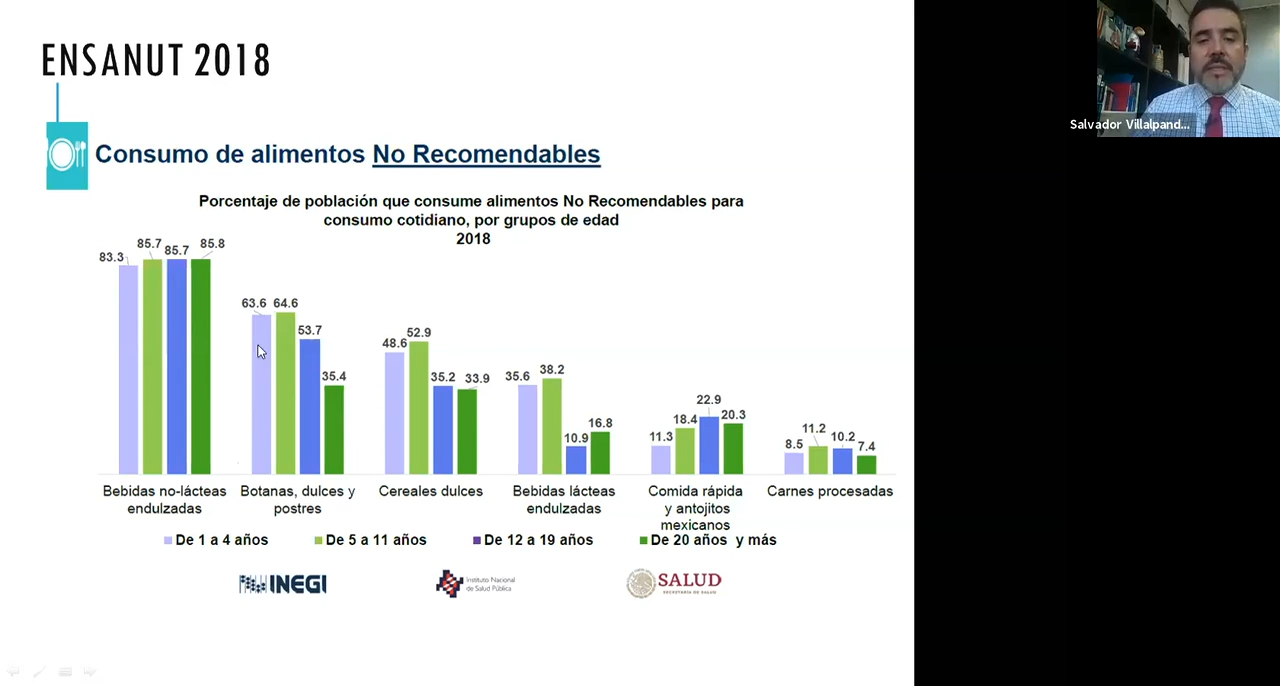 ENSANUT 2018
Salvador Villalpand...
Consumo de alimentos No Recomendables
Porcentaje de población que consume alimentos No Recomendables para
consumo cotidiano, por grupos de edad
2018
83.3 85.7 85.7 85.8
63.6 64.6 53.7 35.4
48.6 52.9 35.2 33.9
35.6 38.2 10.9 16.8
11.3 18.4 22.9 20.3
8.5 11.2 10.2 7.4
Bebidas no-lácteas
endulzadas
Botanas, dulces y
postres
Cereales dulces
Bebidas lácteas
endulzadas
Comida rápida
y antojitos
mexicanos
Carnes procesadas
De 1 a 4 años De 5 a 11 años De 12 a 19 años De 20 años y más
INEGI
Instituto Nacional
de Salud Pública
SALUD
SECRETARÍA DE SALUD